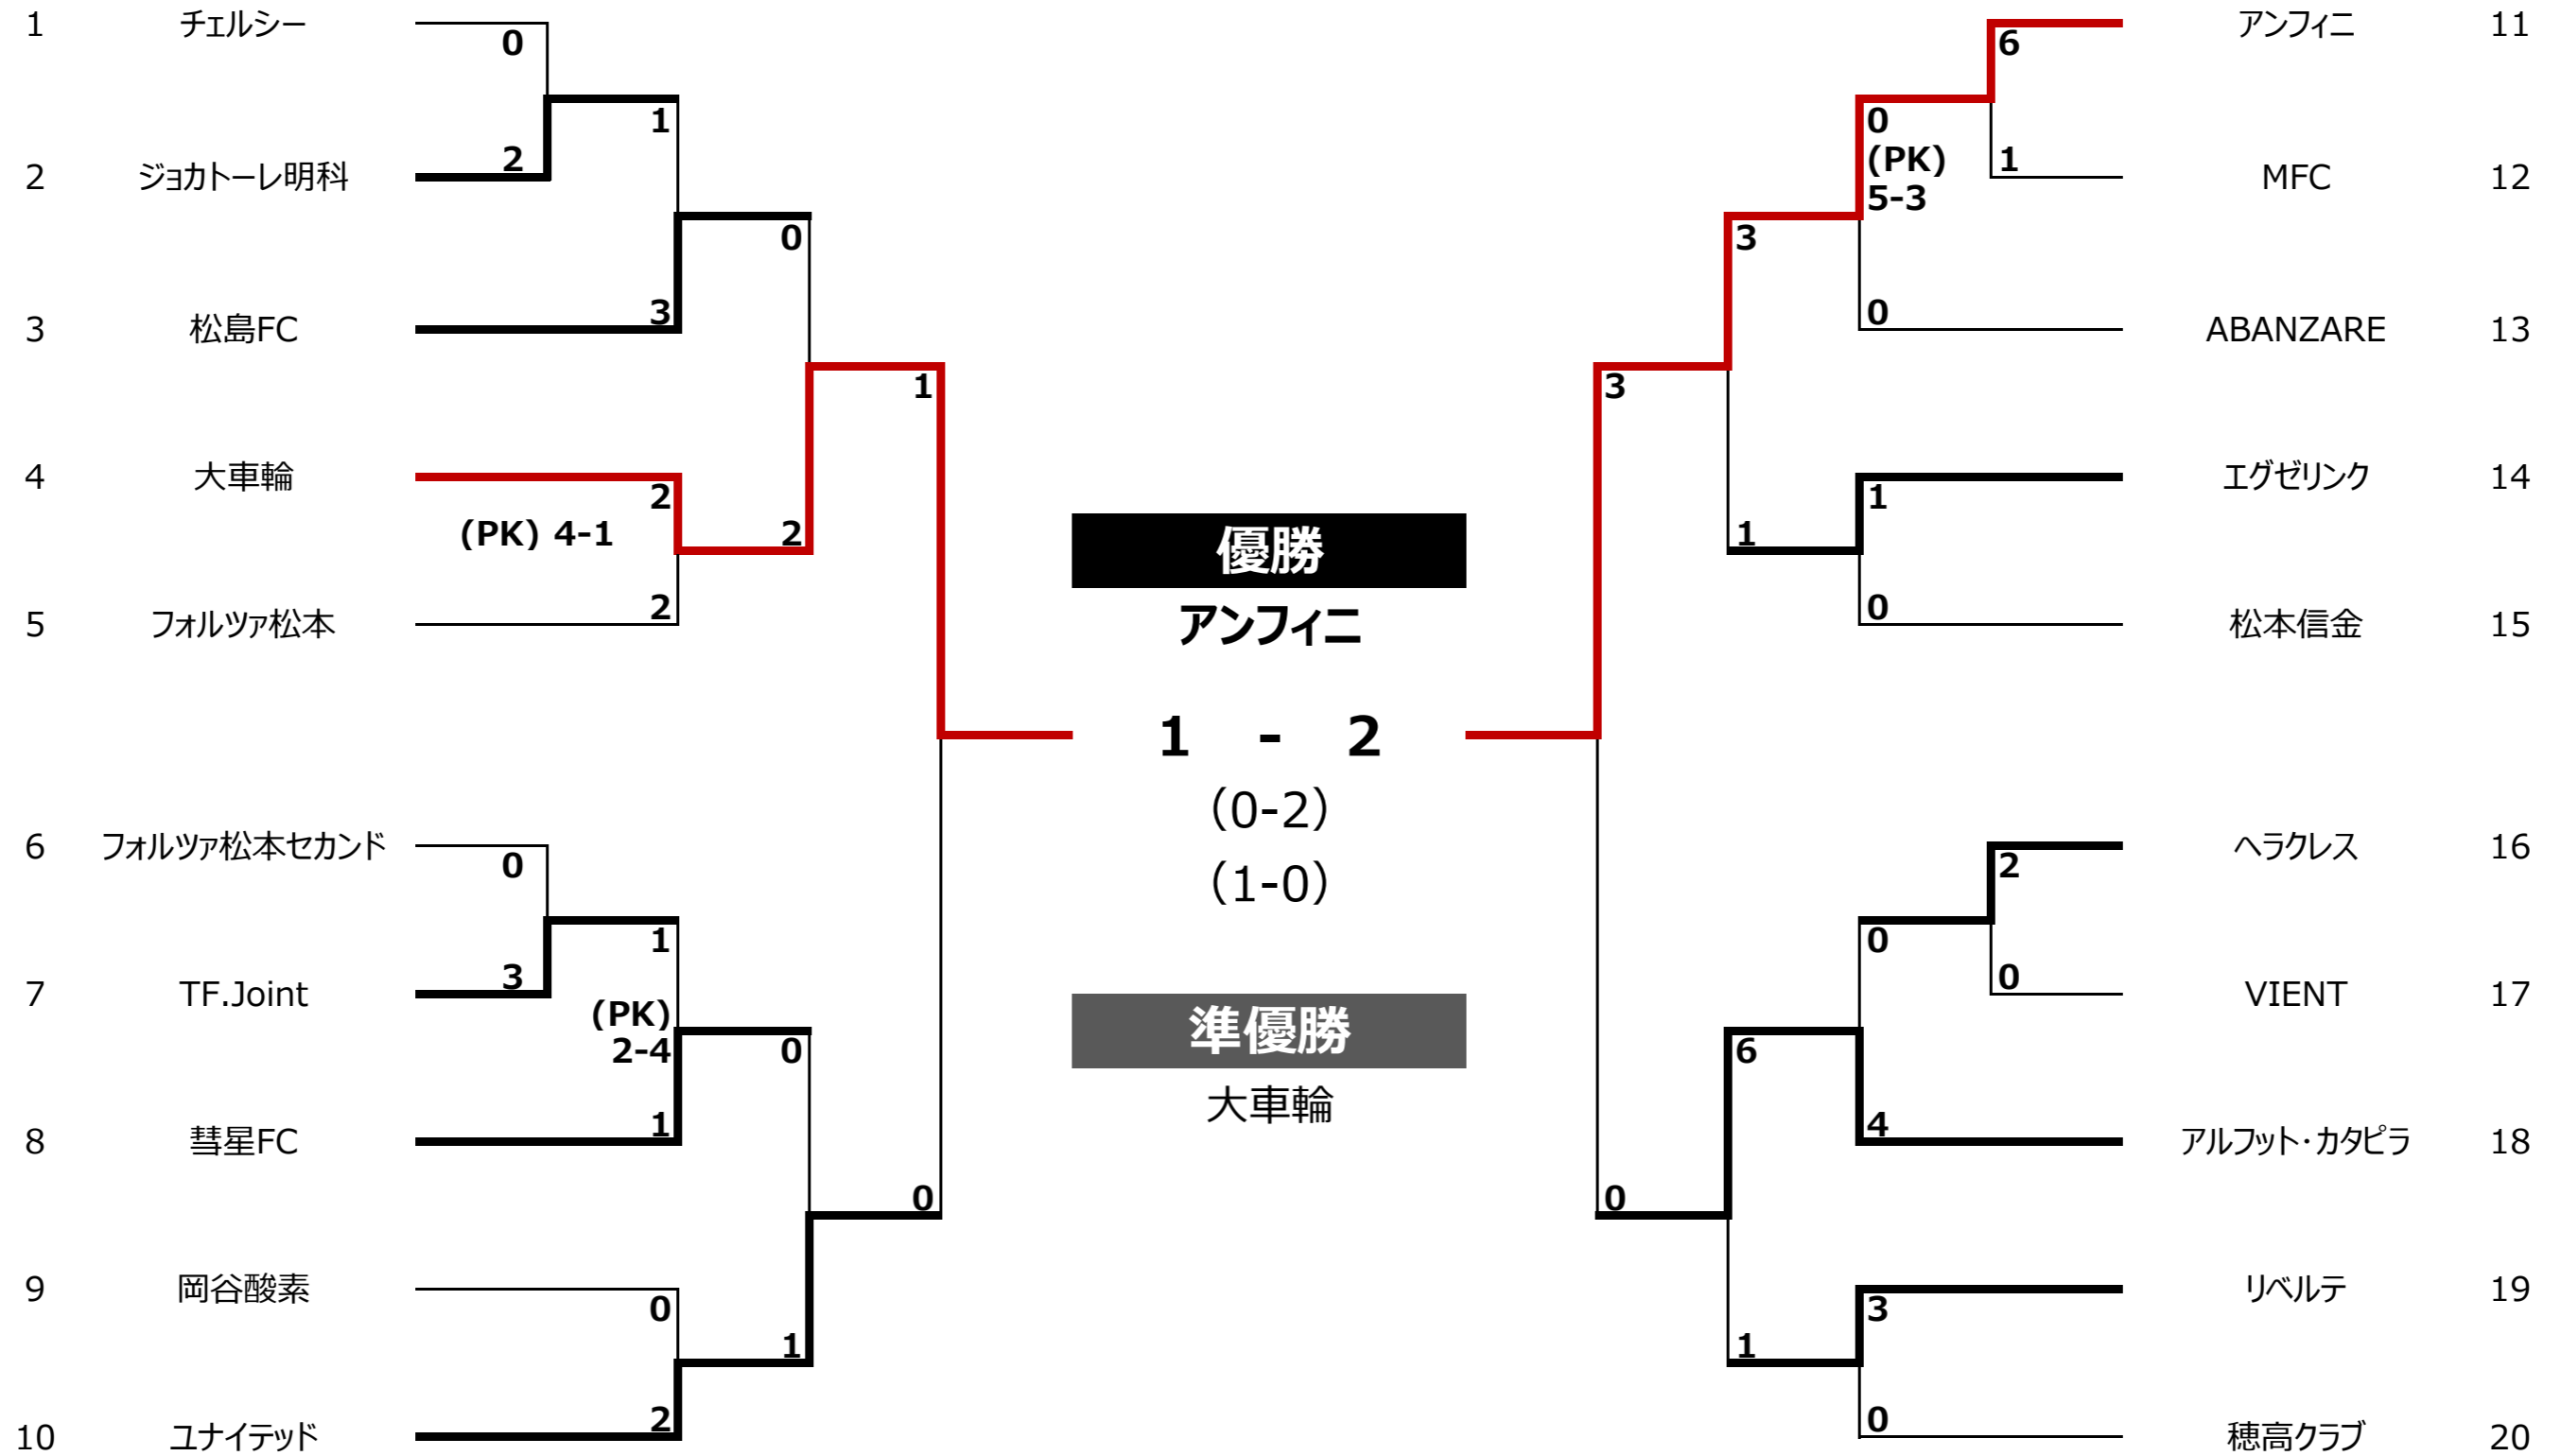 1 チェルシー
0
1
2
2 ジョカトーレ明科
0
3 松島FC
3
1
4 大車輪
2
(PK) 4-1
2
5 フォルツァ松本
2
6 フォルツァ松本セカンド
0
1
3
7 TF.Joint
(PK)
2-4
0
8 彗星FC
1
0
9 岡谷酸素
0
1
10 ユナイテッド
2
優勝
アンフィニ
1 - 2
(0-2)
(1-0)
準優勝
大車輪
アンフィニ 11
6
0
(PK)
5-3
1
MFC 12
3
0
ABANZARE 13
3
エグゼリンク 14
1
1
0
松本信金 15
ヘラクレス 16
2
0
0
VIENT 17
6
4
アルフット・カタピラ 18
0
リベルテ 19
3
1
0
穂高クラブ 20